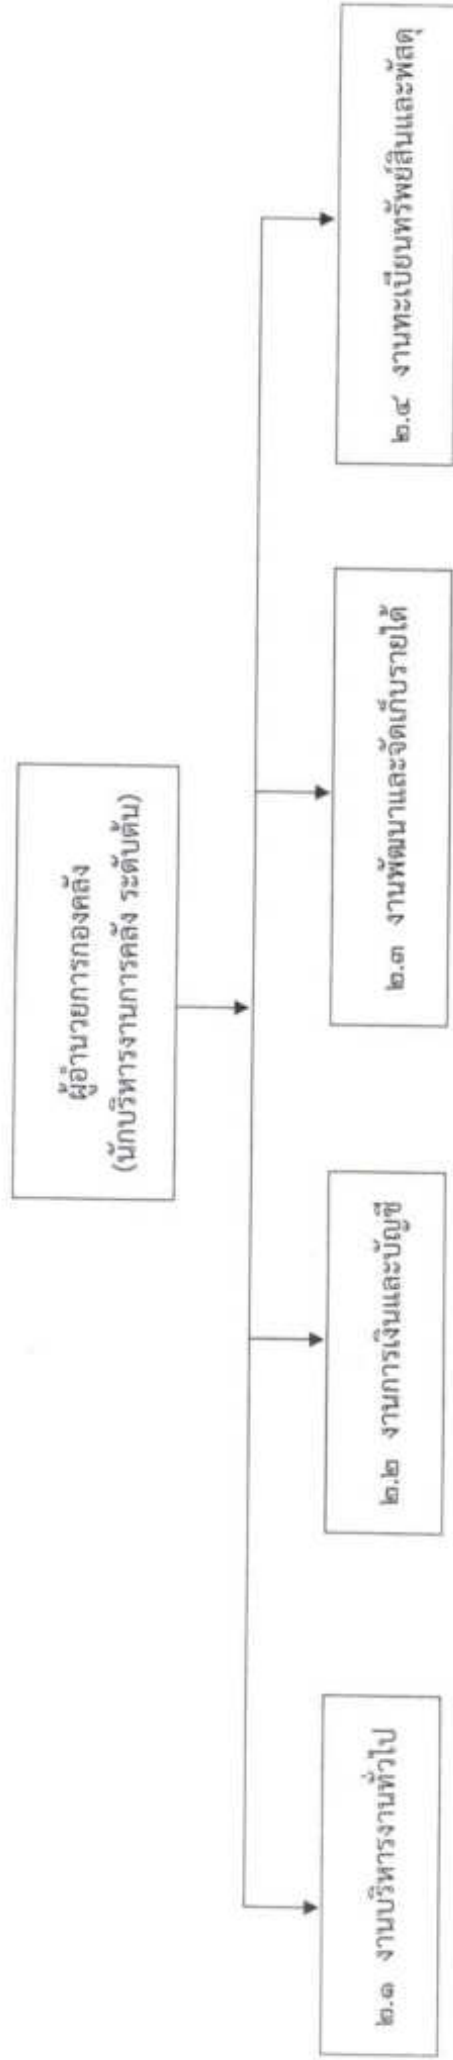 ผู้อำนวยการกองคลัง
(นักบริหารงานการคลัง ระดับต้น)
๒.๑ งานบริหารงานทั่วไป
๒.๒ งานการเงินและบัญชี
๒.๓ งานพัฒนาและจัดเก็บรายได้
๒.๔ งานทะเบียนทรัพย์สินและพัสดุ